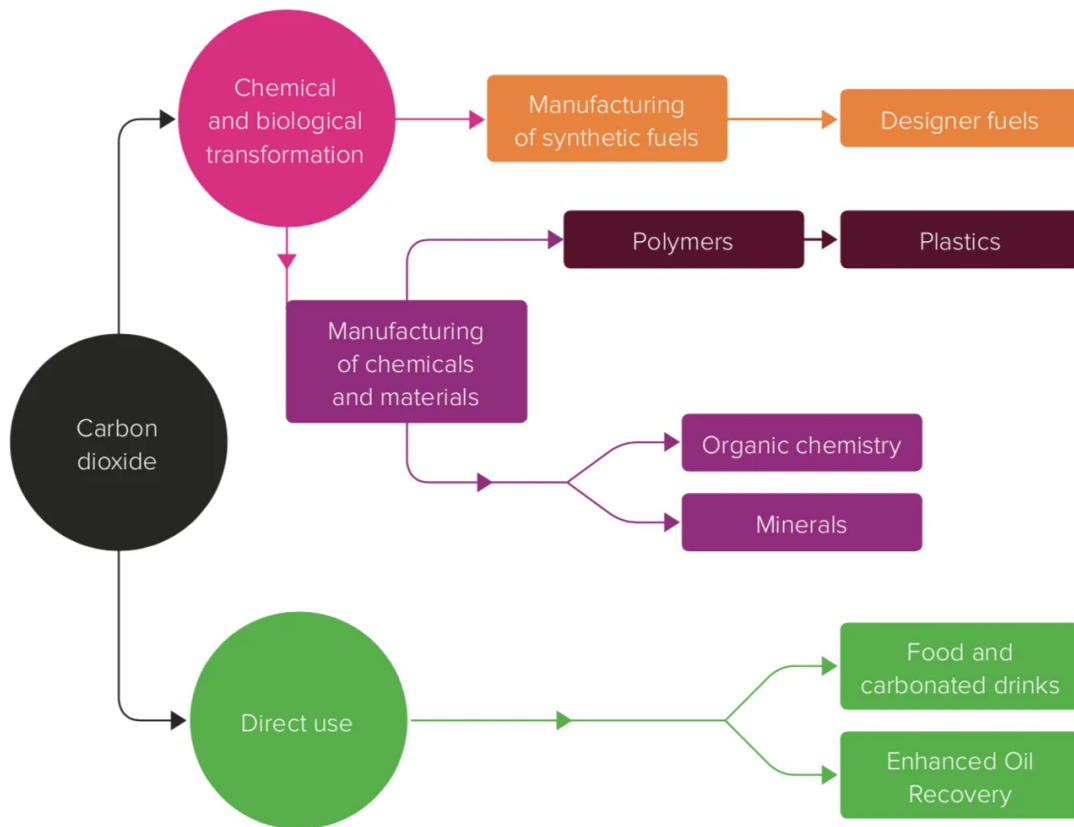 Chemical
and biological
transformation
Manufacturing
of synthetic fuels
Designer fuels
Polymers
Plastics
Manufacturing
of chemicals
and materials
Carbon
dioxide
Organic chemistry
Minerals
Food and
carbonated drinks
Direct use
Enhanced Oil
Recovery